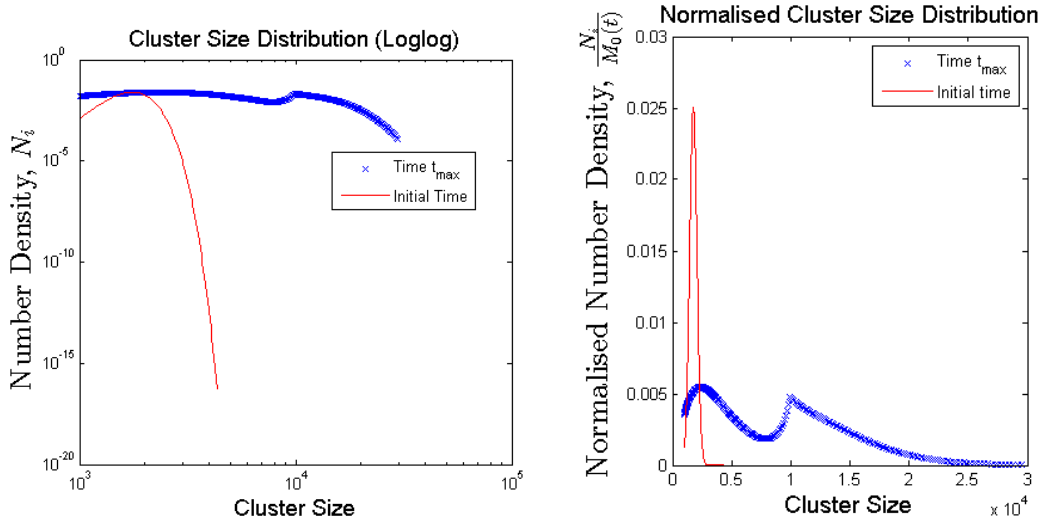 Cluster Size Distribution (Loglog)
10^0
10^-5
10^-10
10^-15
10^-20
Number Density, N_i
Time t_max
Initial Time
10^3
10^4
10^5
Cluster Size
Normalised Cluster Size Distribution
0.03
0.025
0.02
0.015
0.01
0.005
0
Normalised Number Density, N_i/M_0(t)
Time t_max
Initial time
0 0.5 1 1.5 2 2.5 3
x 10^4
Cluster Size